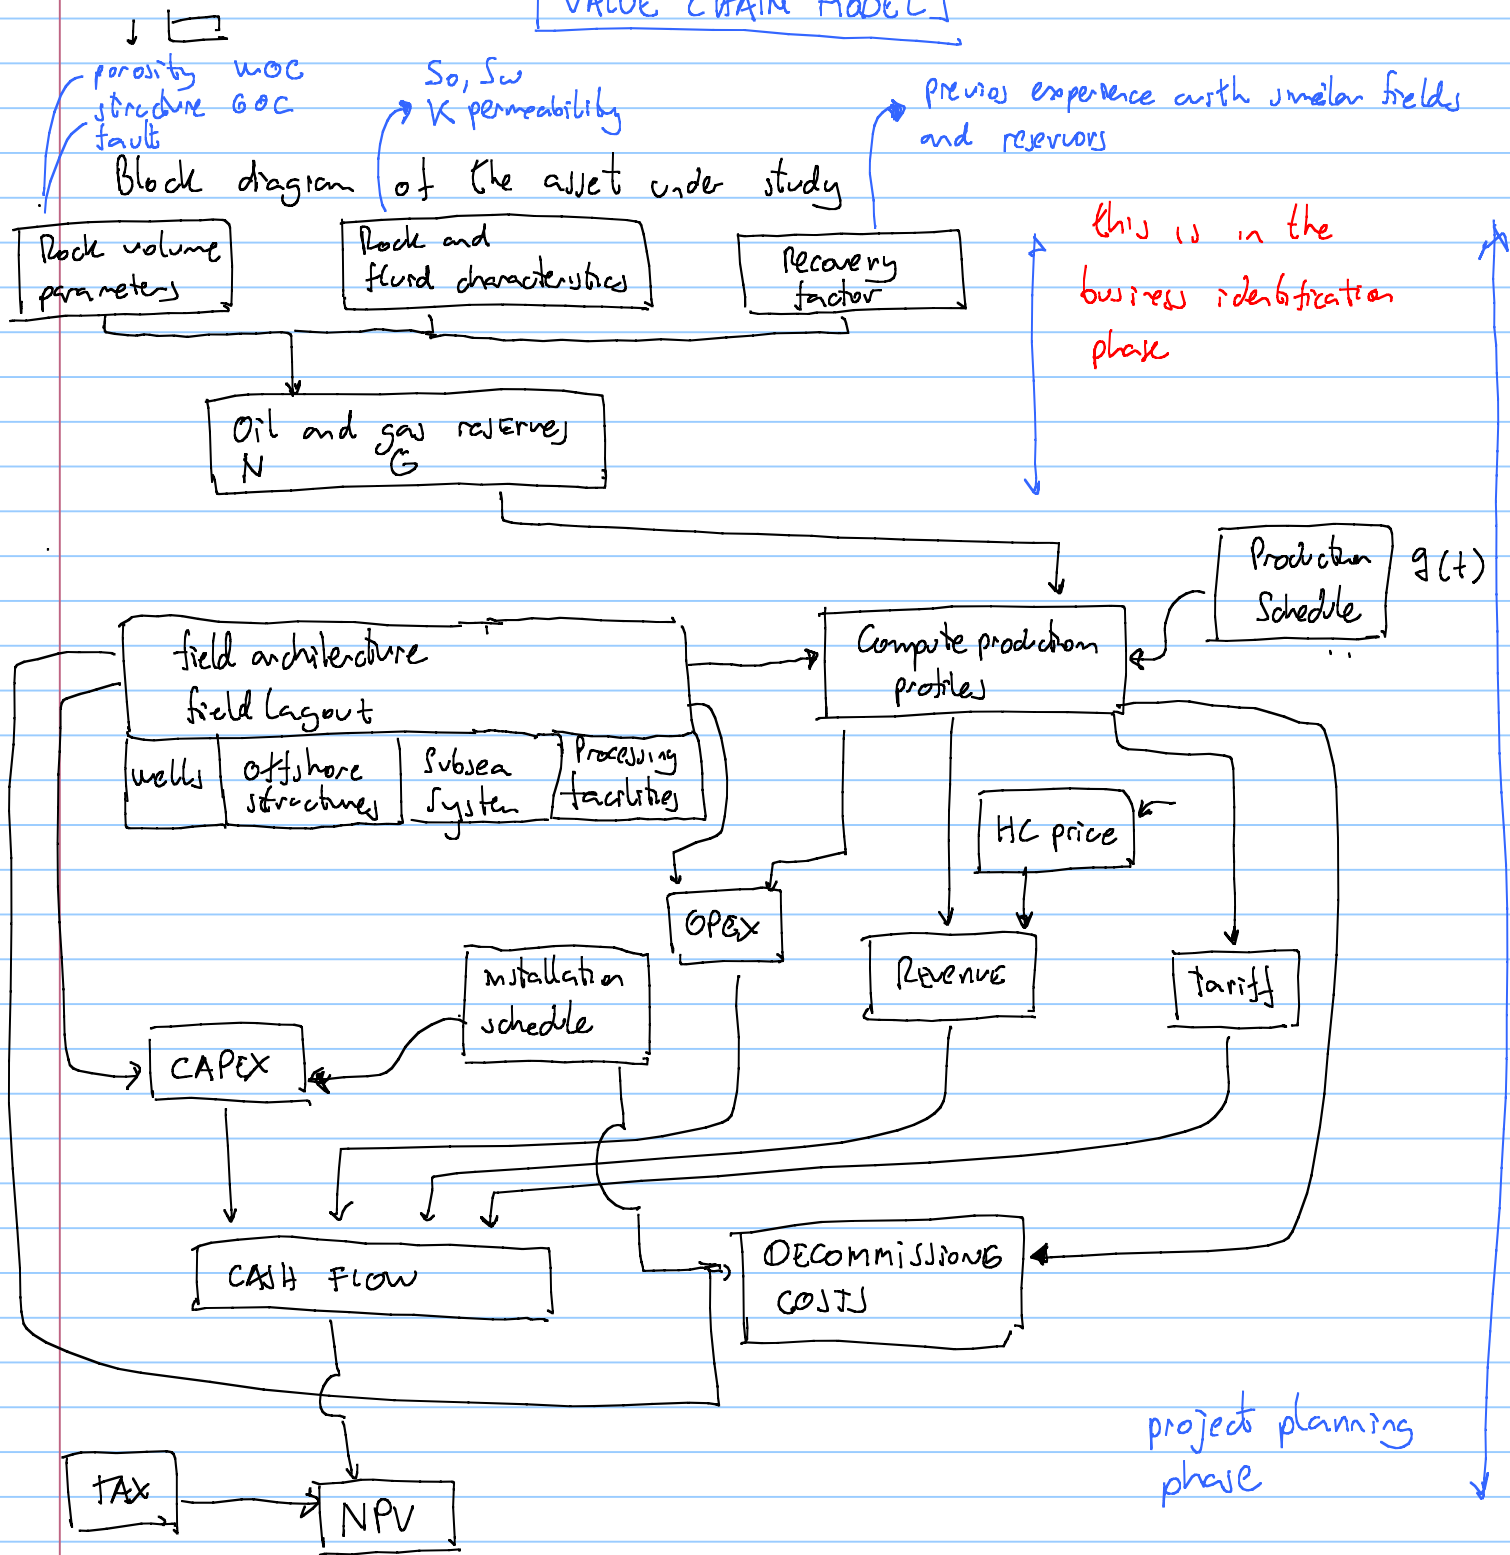 VALUE CHAIN MODEL
porosity WOC
structure GOC
fault
So, Sw
K permeability
previos experience with similar fields
and reservoirs
Block diagram of the asset under study
Rock volume
parameters
Rock and
fluid characteristics
Recovery
factor
this is in the
business identification
phase
Oil and gas reserves
N G
Production
Schedule
q(t)
field architercture
field layout
wells
offshore
structures
Subsea
System
Processing
facilities
Compute production
profiles
HC price
OPEX
REVENUE
tariff
installation
schedule
CAPEX
CASH FLOW
DECOMMISSIONG
COSTS
project planning
phase
TAX
NPV